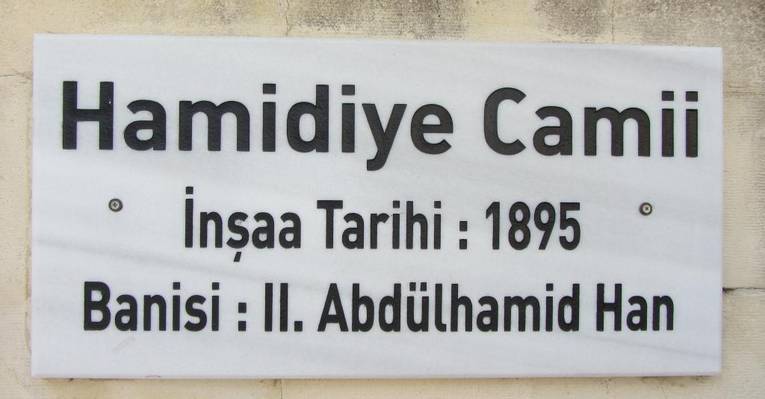 Hamidiye Camii
İnşaa Tarihi : 1895
Banisi : II. Abdülhamid Han